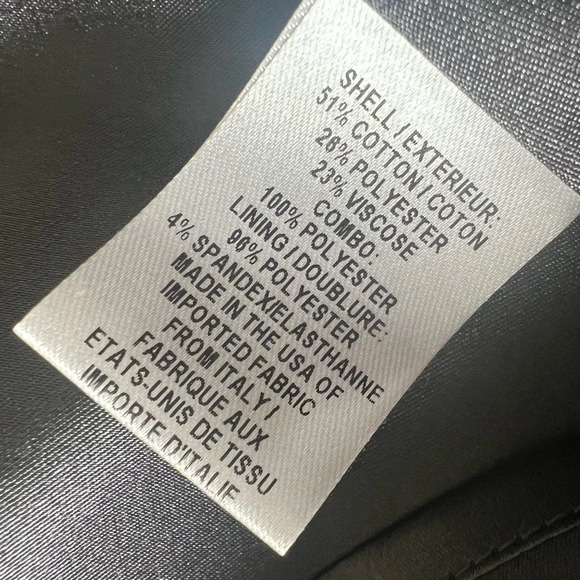 SHELL / EXTERIEUR:
51% COTTON / COTON
26% POLYESTER
23% VISCOSE
COMBO:
100% POLYESTER
LINING / DOUBLURE:
96% POLYESTER
4% SPANDEX/ELASTHANNE
MADE IN THE USA OF
IMPORTED FABRIC
FROM ITALY /
FABRIQUE AUX
ETATS-UNIS DE TISSU
IMPORTE D'ITALIE